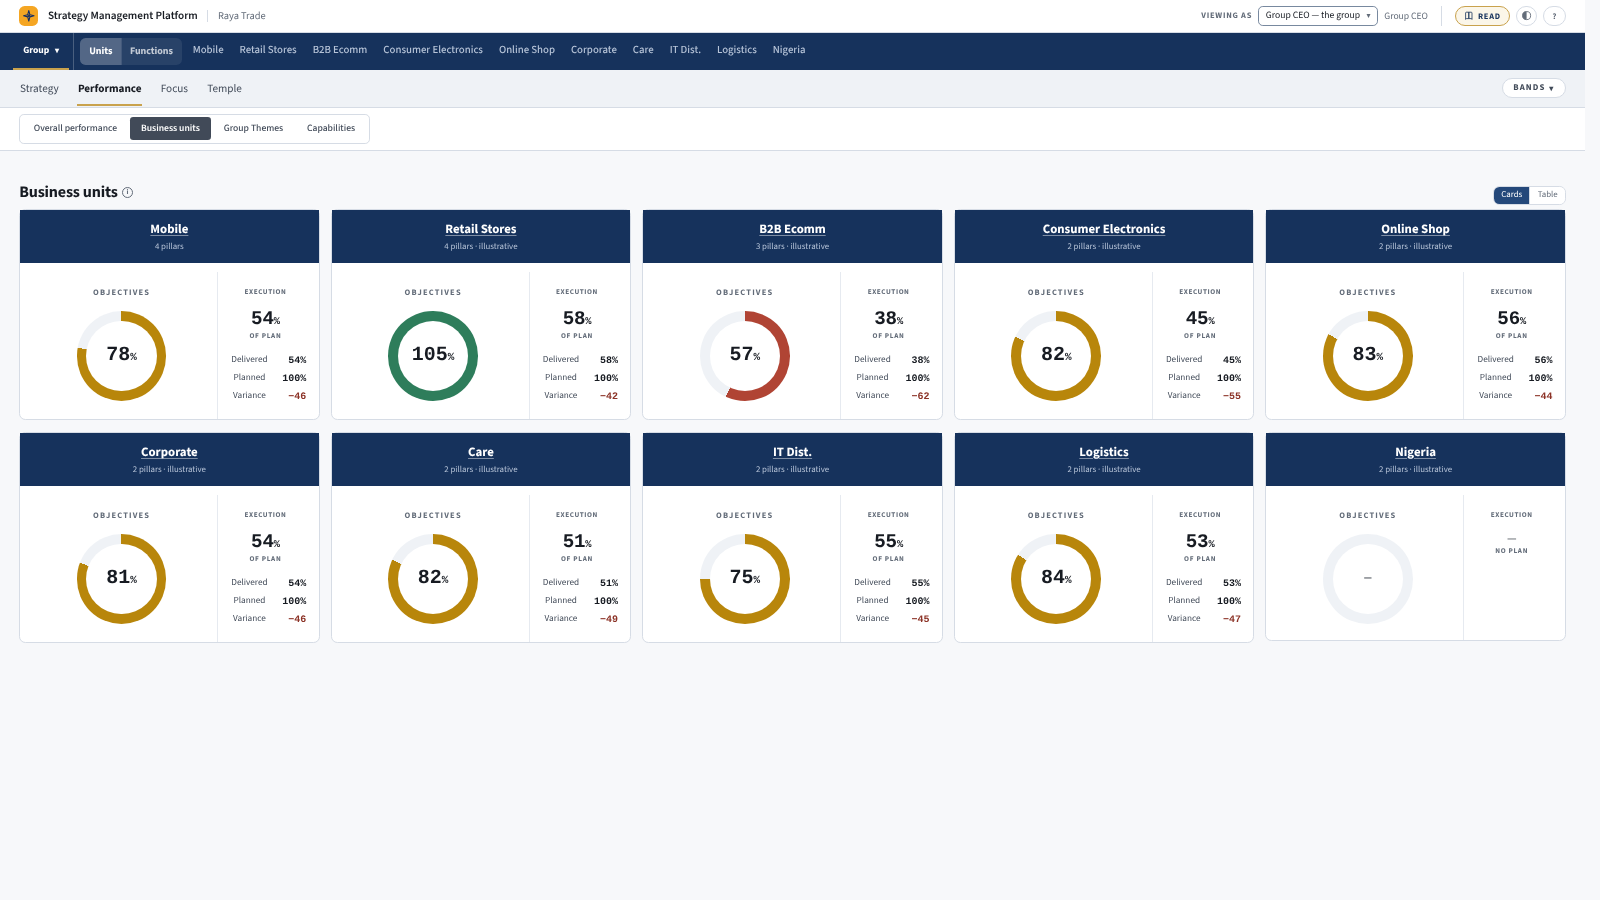 Strategy Management Platform Raya Trade VIEWING AS Group CEO — the group ▾ Group CEO READ ?
Group ▾ Units Functions Mobile Retail Stores B2B Ecomm Consumer Electronics Online Shop Corporate Care IT Dist. Logistics Nigeria
Strategy Performance Focus Temple BANDS ▾
Overall performance Business units Group Themes Capabilities
Business units i Cards Table
Mobile
4 pillars
OBJECTIVES
78%
EXECUTION
54%
OF PLAN
Delivered 54%
Planned 100%
Variance −46
Retail Stores
4 pillars · illustrative
OBJECTIVES
105%
EXECUTION
58%
OF PLAN
Delivered 58%
Planned 100%
Variance −42
B2B Ecomm
3 pillars · illustrative
OBJECTIVES
57%
EXECUTION
38%
OF PLAN
Delivered 38%
Planned 100%
Variance −62
Consumer Electronics
2 pillars · illustrative
OBJECTIVES
82%
EXECUTION
45%
OF PLAN
Delivered 45%
Planned 100%
Variance −55
Online Shop
2 pillars · illustrative
OBJECTIVES
83%
EXECUTION
56%
OF PLAN
Delivered 56%
Planned 100%
Variance −44
Corporate
2 pillars · illustrative
OBJECTIVES
81%
EXECUTION
54%
OF PLAN
Delivered 54%
Planned 100%
Variance −46
Care
2 pillars · illustrative
OBJECTIVES
82%
EXECUTION
51%
OF PLAN
Delivered 51%
Planned 100%
Variance −49
IT Dist.
2 pillars · illustrative
OBJECTIVES
75%
EXECUTION
55%
OF PLAN
Delivered 55%
Planned 100%
Variance −45
Logistics
2 pillars · illustrative
OBJECTIVES
84%
EXECUTION
53%
OF PLAN
Delivered 53%
Planned 100%
Variance −47
Nigeria
2 pillars · illustrative
OBJECTIVES
—
EXECUTION
—
NO PLAN